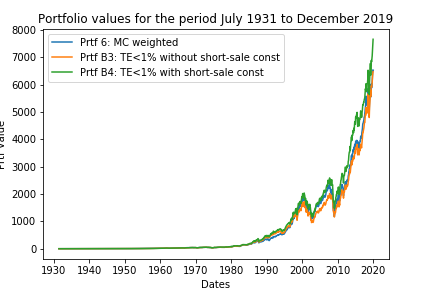 Portfolio values for the period July 1931 to December 2019
8000
7000
6000
5000
4000
3000
2000
1000
0
Prtf 6: MC weighted
Prtf B3: TE<1% without short-sale const
Prtf B4: TE<1% with short-sale const
Prtf Value
1930 1940 1950 1960 1970 1980 1990 2000 2010 2020
Dates